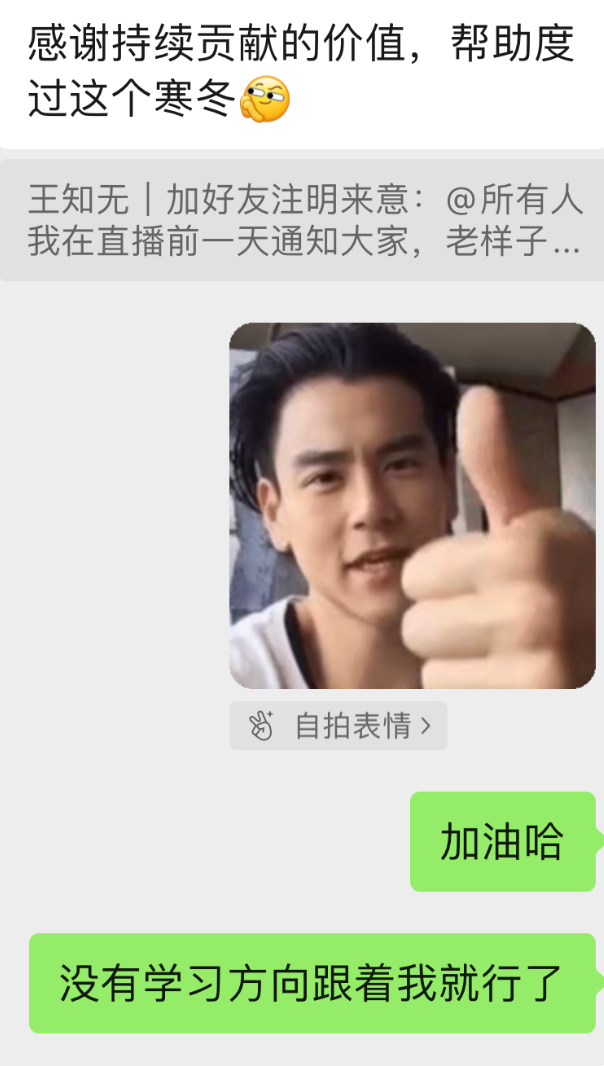 感谢持续贡献的价值，帮助度
过这个寒冬
王知无｜加好友注明来意：@所有人
我在直播前一天通知大家，老样子...
自拍表情
加油哈
没有学习方向跟着我就行了